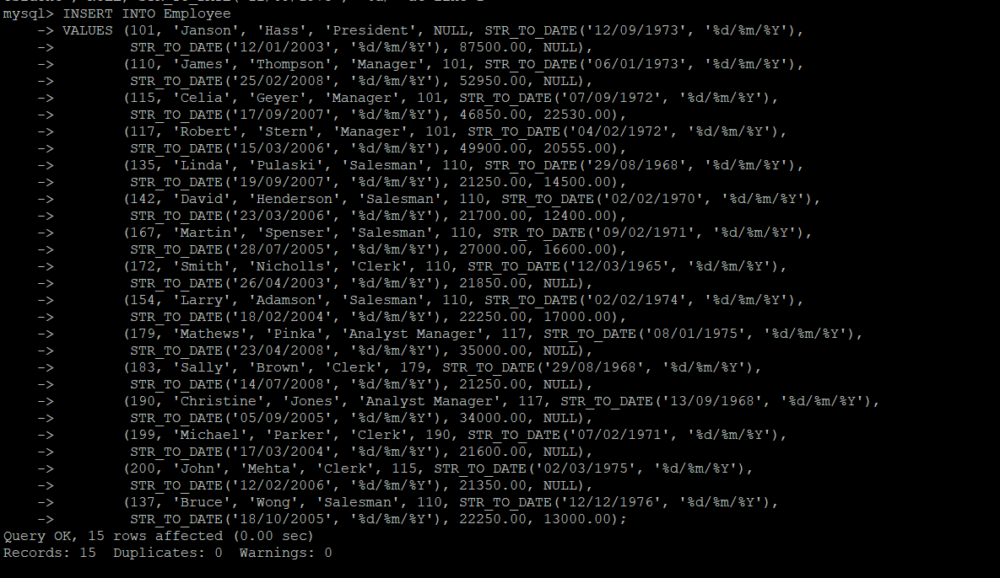 mysql> INSERT INTO Employee
    -> VALUES (101, 'Janson', 'Hass', 'President', NULL, STR_TO_DATE('12/09/1973', '%d/%m/%Y'),
    ->         STR_TO_DATE('12/01/2003', '%d/%m/%Y'), 87500.00, NULL),
    ->        (110, 'James', 'Thompson', 'Manager', 101, STR_TO_DATE('06/01/1973', '%d/%m/%Y'),
    ->         STR_TO_DATE('25/02/2008', '%d/%m/%Y'), 52950.00, NULL),
    ->        (115, 'Celia', 'Geyer', 'Manager', 101, STR_TO_DATE('07/09/1972', '%d/%m/%Y'),
    ->         STR_TO_DATE('17/09/2007', '%d/%m/%Y'), 46850.00, 22530.00),
    ->        (117, 'Robert', 'Stern', 'Manager', 101, STR_TO_DATE('04/02/1972', '%d/%m/%Y'),
    ->         STR_TO_DATE('15/03/2006', '%d/%m/%Y'), 49900.00, 20555.00),
    ->        (135, 'Linda', 'Pulaski', 'Salesman', 110, STR_TO_DATE('29/08/1968', '%d/%m/%Y'),
    ->         STR_TO_DATE('19/09/2007', '%d/%m/%Y'), 21250.00, 14500.00),
    ->        (142, 'David', 'Henderson', 'Salesman', 110, STR_TO_DATE('02/02/1970', '%d/%m/%Y'),
    ->         STR_TO_DATE('23/03/2006', '%d/%m/%Y'), 21700.00, 12400.00),
    ->        (167, 'Martin', 'Spenser', 'Salesman', 110, STR_TO_DATE('09/02/1971', '%d/%m/%Y'),
    ->         STR_TO_DATE('28/07/2005', '%d/%m/%Y'), 27000.00, 16600.00),
    ->        (172, 'Smith', 'Nicholls', 'Clerk', 110, STR_TO_DATE('12/03/1965', '%d/%m/%Y'),
    ->         STR_TO_DATE('26/04/2003', '%d/%m/%Y'), 21850.00, NULL),
    ->        (154, 'Larry', 'Adamson', 'Salesman', 110, STR_TO_DATE('02/02/1974', '%d/%m/%Y'),
    ->         STR_TO_DATE('18/02/2004', '%d/%m/%Y'), 22250.00, 17000.00),
    ->        (179, 'Mathews', 'Pinka', 'Analyst Manager', 117, STR_TO_DATE('08/01/1975', '%d/%m/%Y'),
    ->         STR_TO_DATE('23/04/2008', '%d/%m/%Y'), 35000.00, NULL),
    ->        (183, 'Sally', 'Brown', 'Clerk', 179, STR_TO_DATE('29/08/1968', '%d/%m/%Y'),
    ->         STR_TO_DATE('14/07/2008', '%d/%m/%Y'), 21250.00, NULL),
    ->        (190, 'Christine', 'Jones', 'Analyst Manager', 117, STR_TO_DATE('13/09/1968', '%d/%m/%Y'),
    ->         STR_TO_DATE('05/09/2005', '%d/%m/%Y'), 34000.00, NULL),
    ->        (199, 'Michael', 'Parker', 'Clerk', 190, STR_TO_DATE('07/02/1971', '%d/%m/%Y'),
    ->         STR_TO_DATE('17/03/2004', '%d/%m/%Y'), 21600.00, NULL),
    ->        (200, 'John', 'Mehta', 'Clerk', 115, STR_TO_DATE('02/03/1975', '%d/%m/%Y'),
    ->         STR_TO_DATE('12/02/2006', '%d/%m/%Y'), 21350.00, NULL),
    ->        (137, 'Bruce', 'Wong', 'Salesman', 110, STR_TO_DATE('12/12/1976', '%d/%m/%Y'),
    ->         STR_TO_DATE('18/10/2005', '%d/%m/%Y'), 22250.00, 13000.00);
Query OK, 15 rows affected (0.00 sec)
Records: 15  Duplicates: 0  Warnings: 0